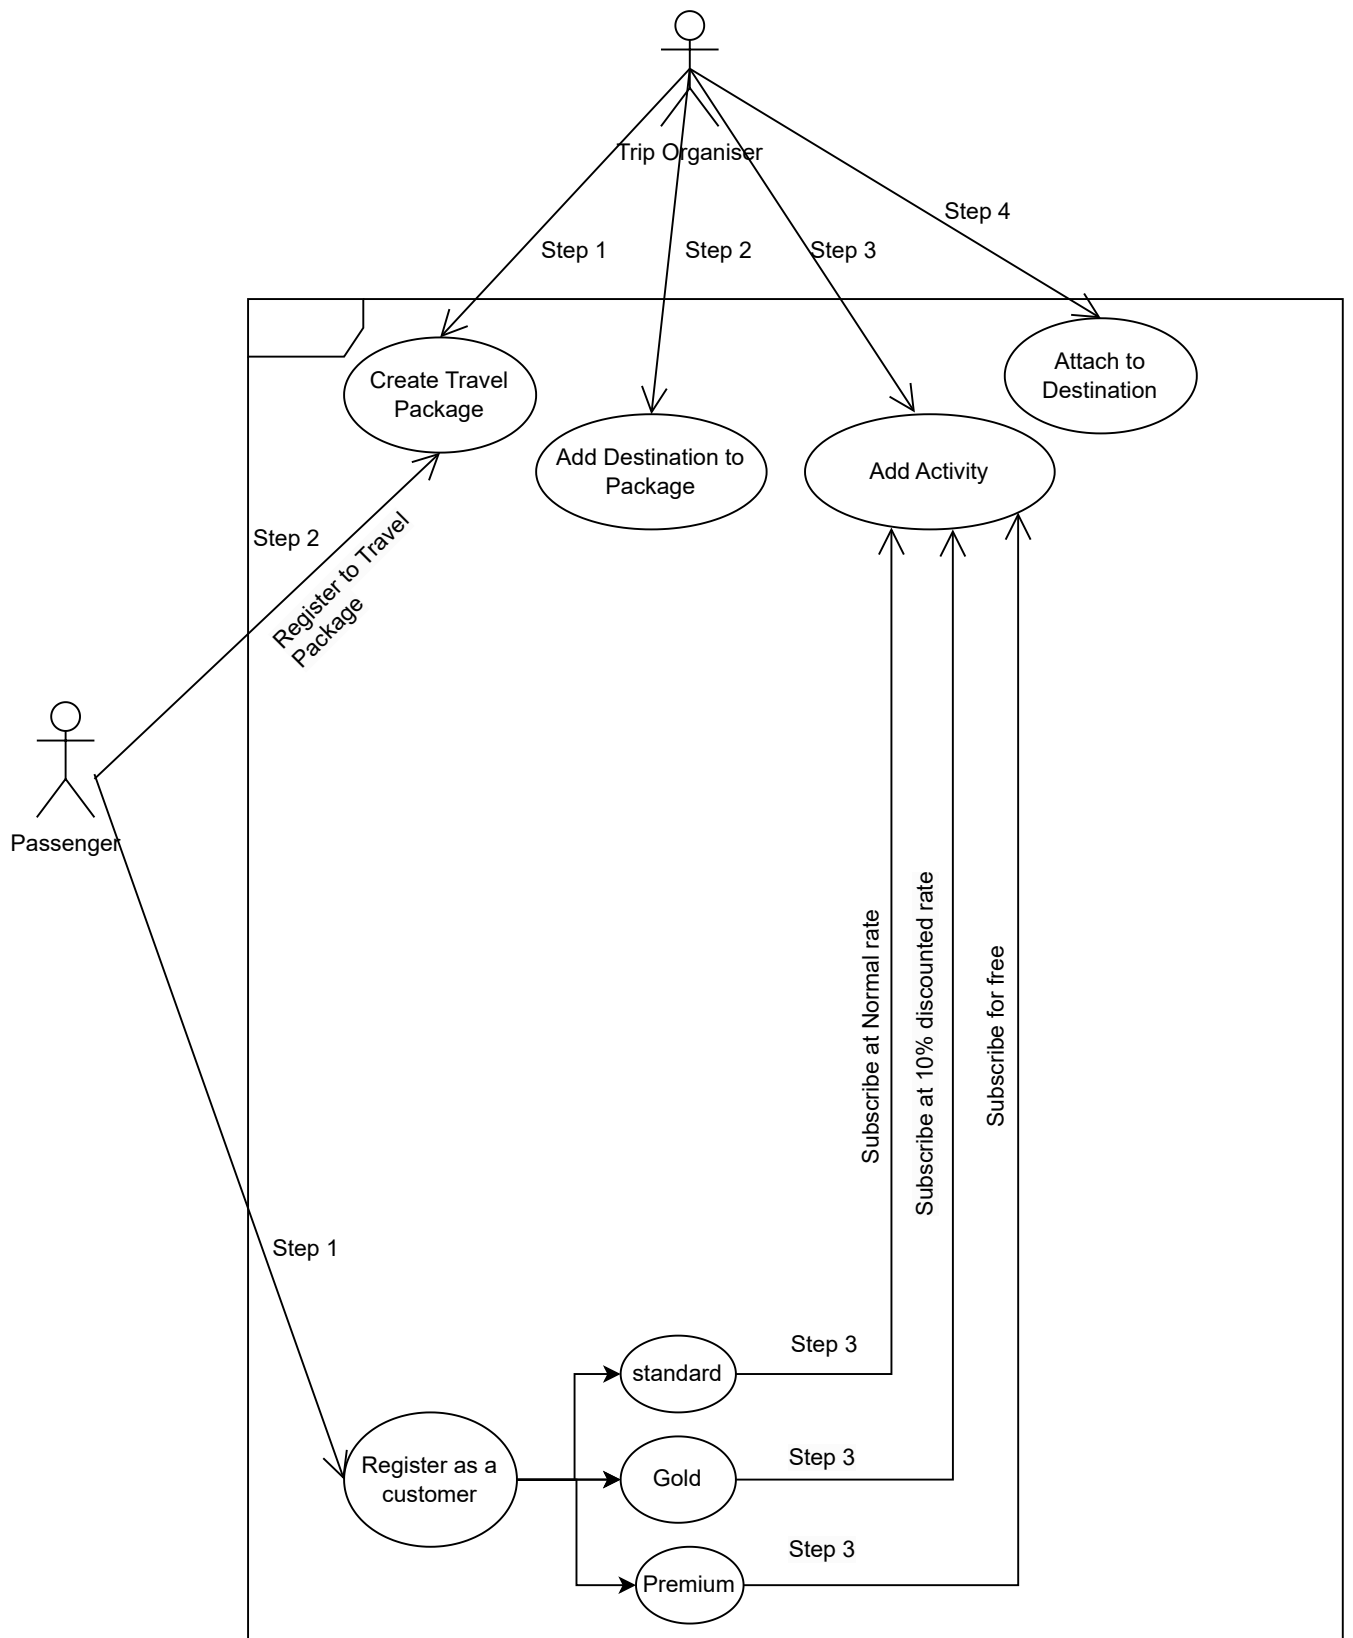 Trip Organiser
Step 4
Step 1
Step 2
Step 3
Attach to
Destination
Create Travel
Package
Add Destination to
Package
Add Activity
Step 2
Register to Travel
Package
Passenger
Subscribe at Normal rate
Subscribe at 10% discounted rate
Subscribe for free
Step 1
Step 3
standard
Step 3
Register as a
customer
Gold
Step 3
Premium